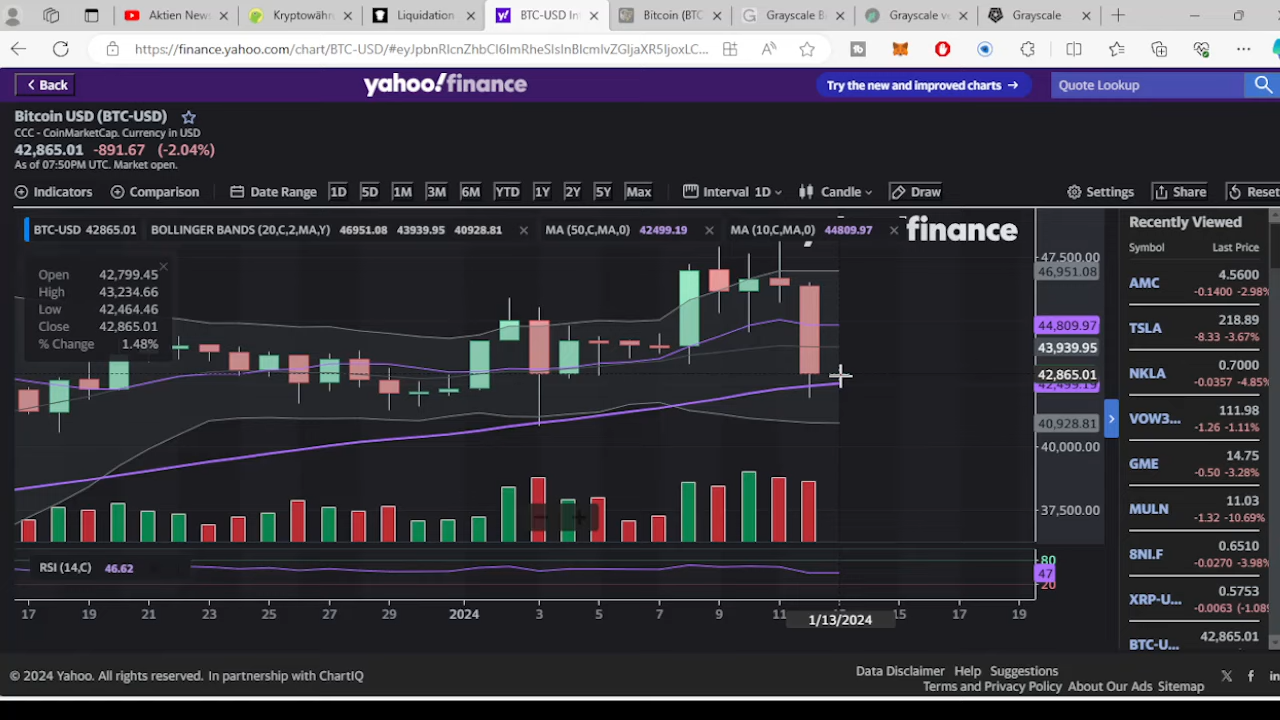 Aktien News
Kryptowähru
Liquidation
BTC-USD In
Bitcoin (BTC
Grayscale B
Grayscale ve
Grayscale
https://finance.yahoo.com/chart/BTC-USD/#
Back
yahoo!finance
Try the new and improved charts →
Quote Lookup
Bitcoin USD (BTC-USD)
CCC - CoinMarketCap. Currency in USD
42,865.01 -891.67 (-2.04%)
As of 07:50PM UTC. Market open.
Indicators
Comparison
Date Range
1D
5D
1M
3M
6M
YTD
1Y
2Y
5Y
Max
Interval 1D
Candle
Draw
Settings
Share
Reset
BTC-USD 42865.01
BOLLINGER BANDS (20,C,2,MA,Y) 46951.08 43939.95 40928.81
MA (50,C,MA,0) 42499.19
MA (10,C,MA,0) 44809.97
finance
Open 42,799.45
High 43,234.66
Low 42,464.46
Close 42,865.01
% Change 1.48%
47,500.00
46,951.08
44,809.97
43,939.95
42,865.01
42,499.19
40,928.81
40,000.00
37,500.00
RSI (14,C) 46.62
80
47
20
17
19
21
23
25
27
29
2024
3
5
7
9
11
1/13/2024
15
17
19
Recently Viewed
Symbol Last Price
AMC 4.5600
-0.1400 -2.98%
TSLA 218.89
-8.33 -3.67%
NKLA 0.7000
-0.0357 -4.85%
VOW3... 111.98
-1.26 -1.11%
GME 14.75
-0.50 -3.28%
MULN 11.03
-1.32 -10.69%
8NLF 0.6510
-0.0270 -3.98%
XRP-U... 0.5753
-0.0063 (-1.08
BTC-U... 42,865.01
© 2024 Yahoo. All rights reserved. In partnership with ChartIQ
Data Disclaimer Help Suggestions
Terms and Privacy Policy About Our Ads Sitemap